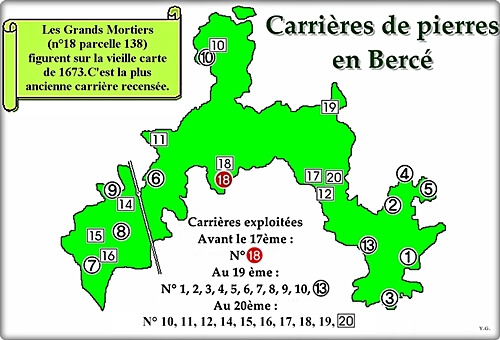 Les Grands Mortiers
(n°18 parcelle 138)
figurent sur la vieille carte
de 1673.C'est la plus
ancienne carrière recensée.
Carrières de pierres
en Bercé
10
10
19
11
18
18
6
17 20
12
4
5
2
9
14
8
15
16
7
13
1
3
Carrières exploitées
Avant le 17ème :
N° 18
Au 19 ème :
N° 1, 2, 3, 4, 5, 6, 7, 8, 9, 10, 13
Au 20ème :
N° 10, 11, 12, 14, 15, 16, 17, 18, 19, 20
Y.G.